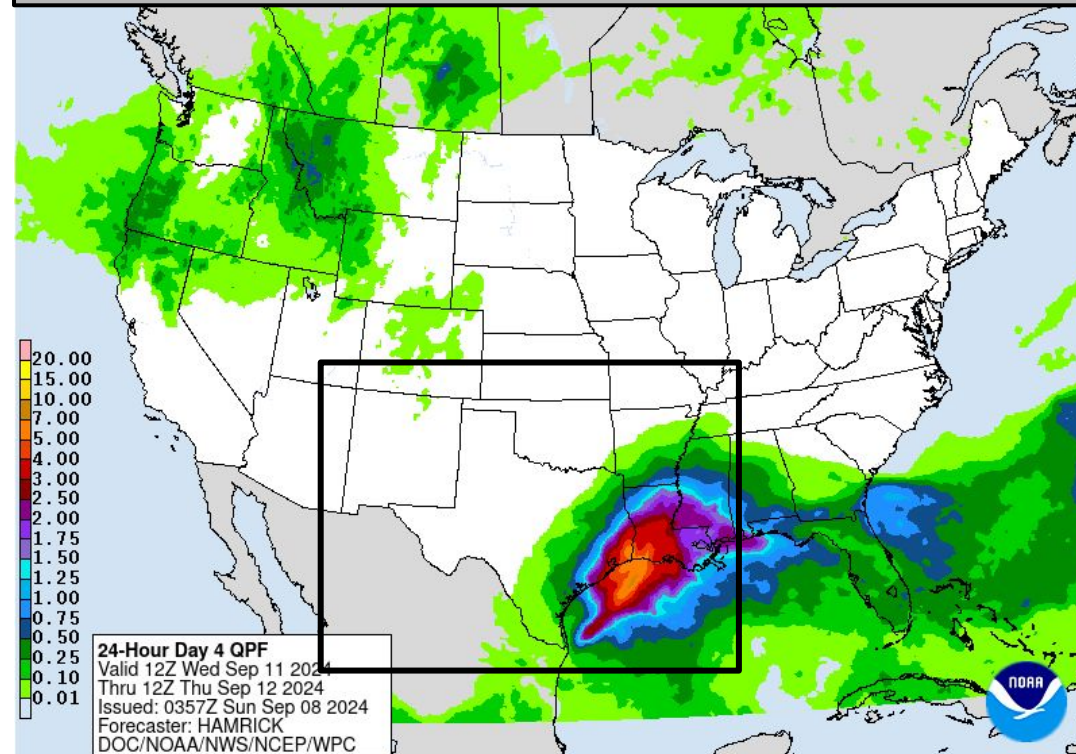 20.00
15.00
10.00
7.00
5.00
4.00
3.00
2.50
2.00
1.75
1.50
1.25
1.00
0.75
0.50
0.25
0.10
0.01
24-Hour Day 4 QPF
Valid 12Z Wed Sep 11 2024
Thru 12Z Thu Sep 12 2024
Issued: 0357Z Sun Sep 08 2024
Forecaster: HAMRICK
DOC/NOAA/NWS/NCEP/WPC
NOAA